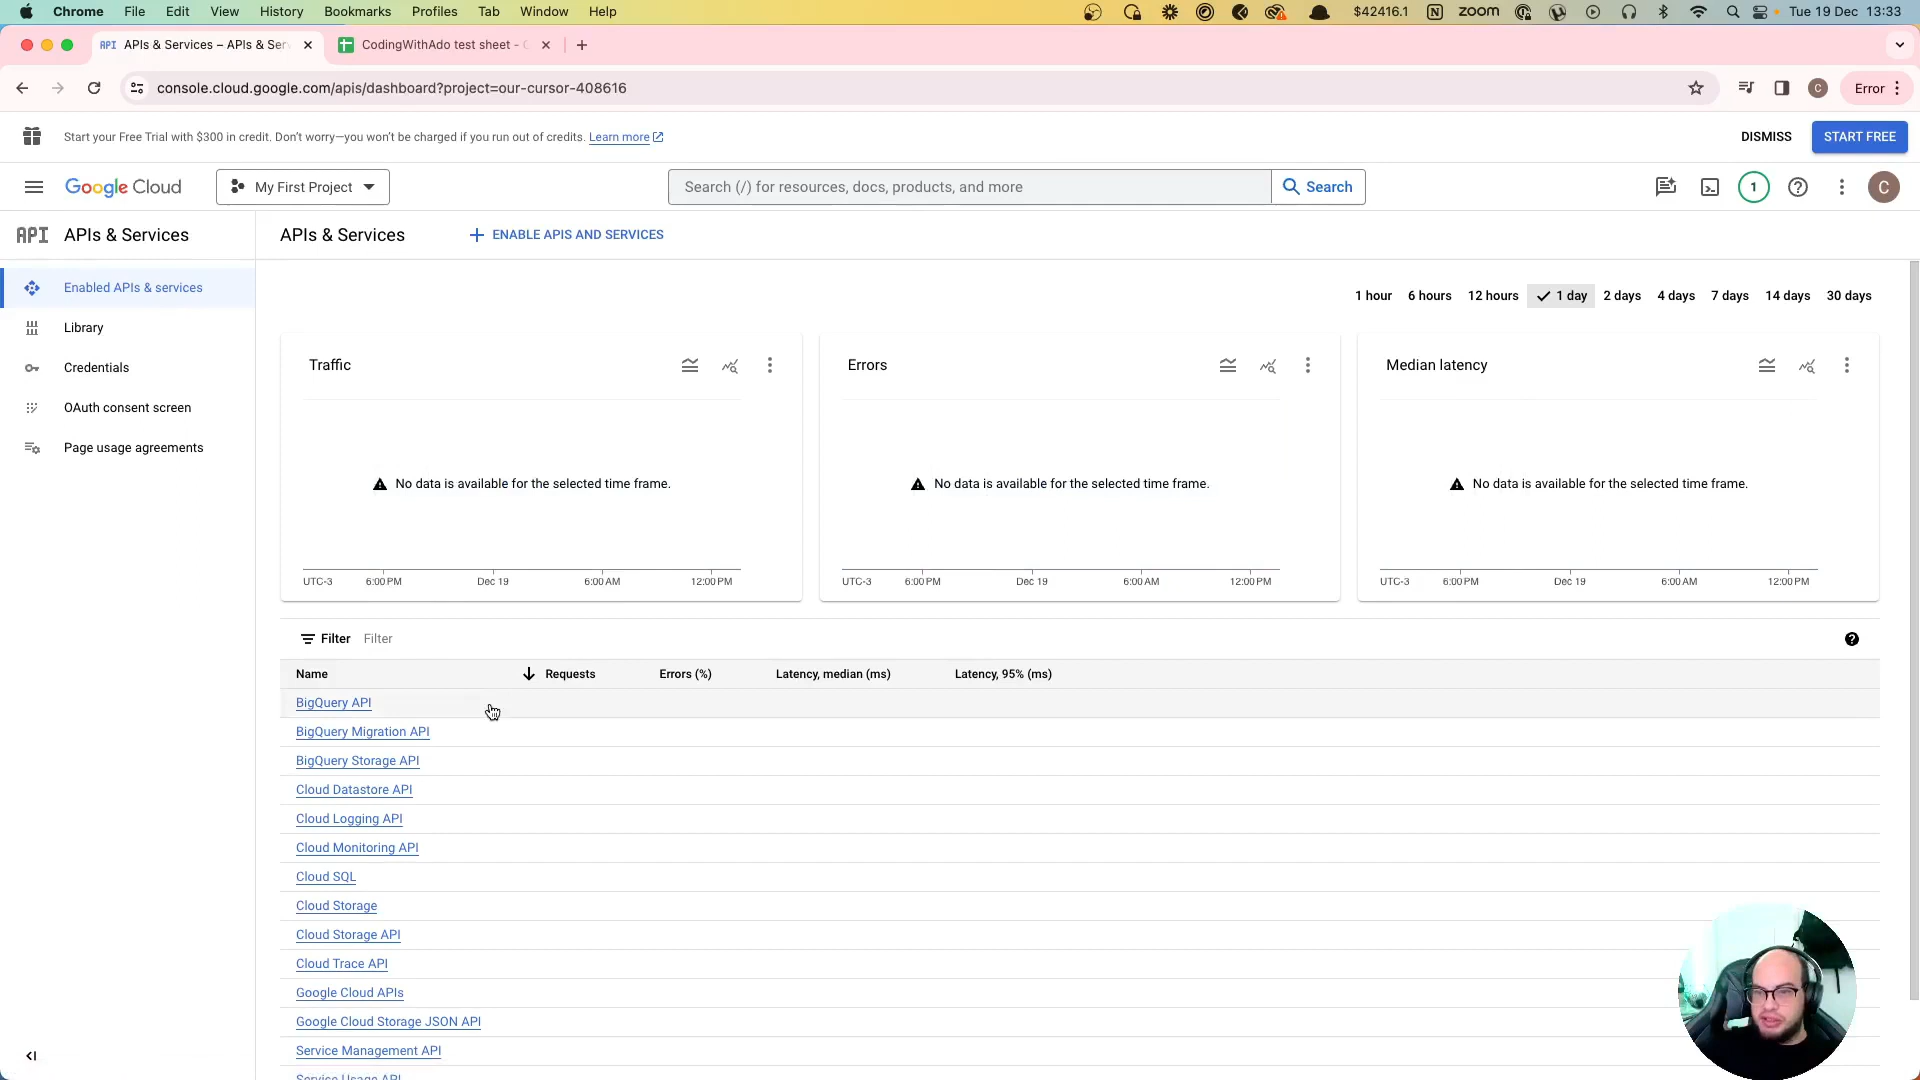 Chrome File Edit View History Bookmarks Profiles Tab Window Help $42416.1 zoom Tue 19 Dec 13:33
API APIs & Services – APIs & Ser CodingWithAdo test sheet -
console.cloud.google.com/apis/dashboard?project=our-cursor-408616 C Error
Start your Free Trial with $300 in credit. Don't worry—you won't be charged if you run out of credits. Learn more DISMISS START FREE
Google Cloud My First Project Search (/) for resources, docs, products, and more Search 1 C
API APIs & Services APIs & Services ENABLE APIS AND SERVICES
Enabled APIs & services
Library
Credentials
OAuth consent screen
Page usage agreements
1 hour 6 hours 12 hours 1 day 2 days 4 days 7 days 14 days 30 days
Traffic Errors Median latency
No data is available for the selected time frame. No data is available for the selected time frame. No data is available for the selected time frame.
UTC-3 6:00 PM Dec 19 6:00 AM 12:00 PM UTC-3 6:00 PM Dec 19 6:00 AM 12:00 PM UTC-3 6:00 PM Dec 19 6:00 AM 12:00 PM
Filter Filter
Name Requests Errors (%) Latency, median (ms) Latency, 95% (ms)
BigQuery API
BigQuery Migration API
BigQuery Storage API
Cloud Datastore API
Cloud Logging API
Cloud Monitoring API
Cloud SQL
Cloud Storage
Cloud Storage API
Cloud Trace API
Google Cloud APIs
Google Cloud Storage JSON API
Service Management API
Service Usage API